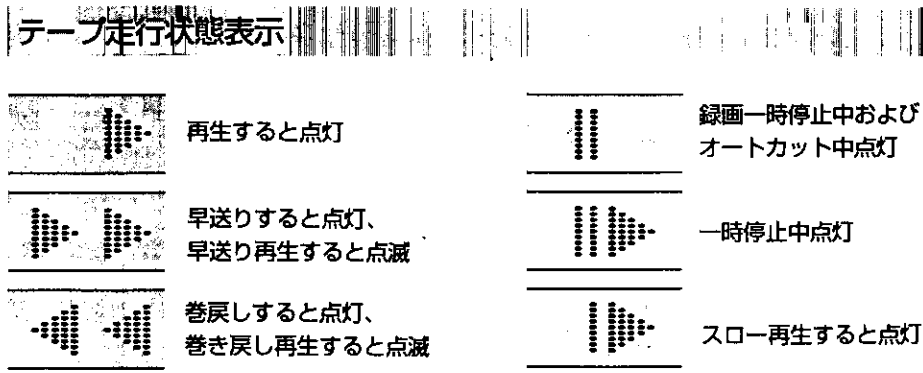 テープ走行状態表示
再生すると点灯
早送りすると点灯、
早送り再生すると点滅
巻戻しすると点灯、
巻き戻し再生すると点滅
録画一時停止中および
オートカット中点灯
一時停止中点灯
スロー再生すると点灯